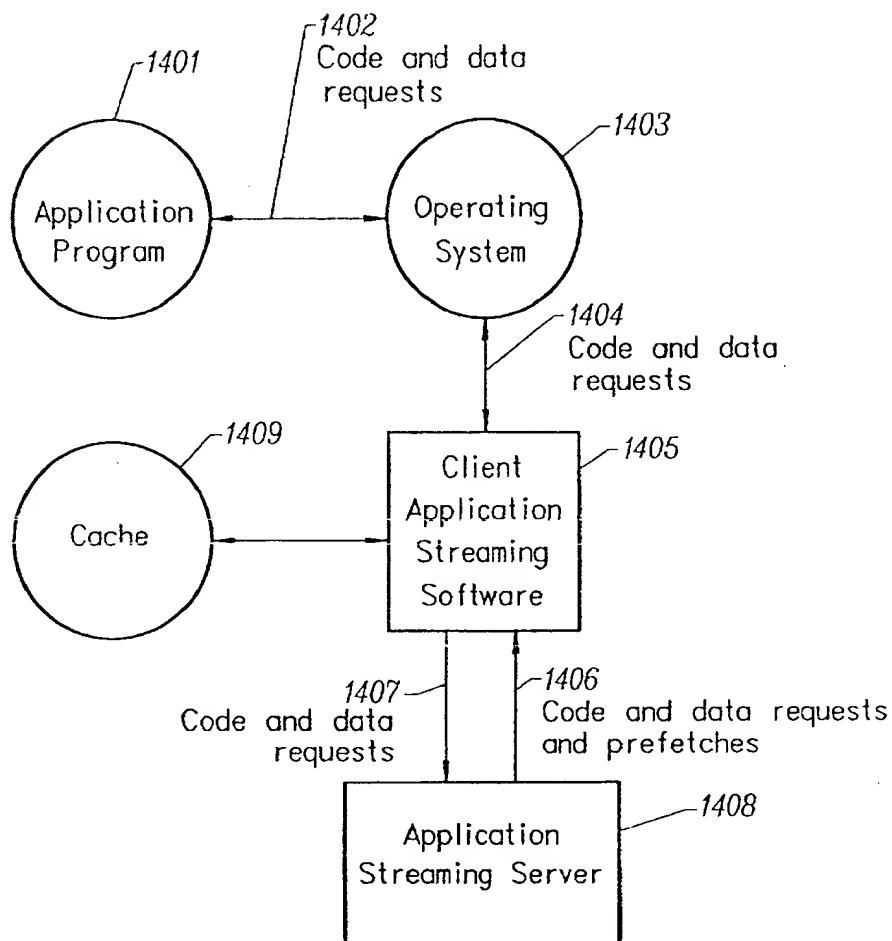 1402
Code and data
requests
1401
1403
Application
Program
Operating
System
1404
Code and data
requests
1409
1405
Cache
Client
Application
Streaming
Software
1407
Code and data
requests
1406
Code and data requests
and prefetches
1408
Application
Streaming Server